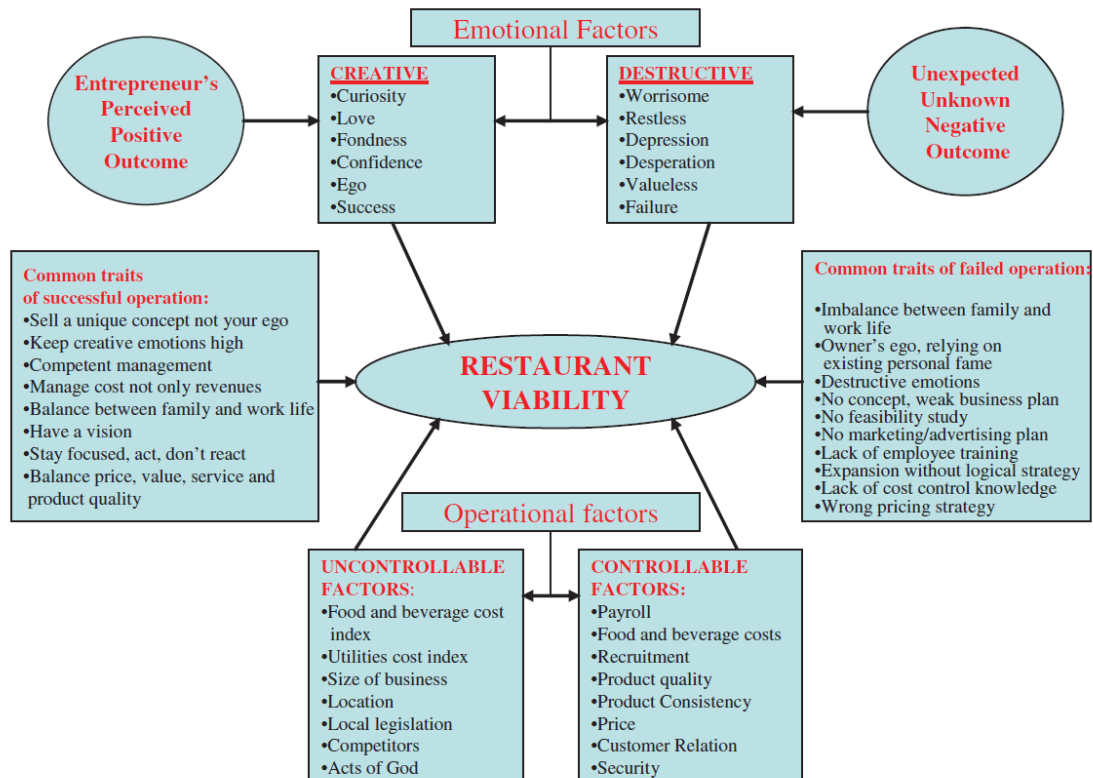 Emotional Factors
Entrepreneur's
Perceived
Positive
Outcome
CREATIVE
•Curiosity
•Love
•Fondness
•Confidence
•Ego
•Success
DESTRUCTIVE
•Worrisome
•Restless
•Depression
•Desperation
•Valueless
•Failure
Unexpected
Unknown
Negative
Outcome
Common traits
of successful operation:
•Sell a unique concept not your ego
•Keep creative emotions high
•Competent management
•Manage cost not only revenues
•Balance between family and work life
•Have a vision
•Stay focused, act, don't react
•Balance price, value, service and
product quality
RESTAURANT
VIABILITY
Common traits of failed operation:
•Imbalance between family and
work life
•Owner's ego, relying on
existing personal fame
•Destructive emotions
•No concept, weak business plan
•No feasibility study
•No marketing/advertising plan
•Lack of employee training
•Expansion without logical strategy
•Lack of cost control knowledge
•Wrong pricing strategy
Operational factors
UNCONTROLLABLE
FACTORS:
•Food and beverage cost
index
•Utilities cost index
•Size of business
•Location
•Local legislation
•Competitors
•Acts of God
CONTROLLABLE
FACTORS:
•Payroll
•Food and beverage costs
•Recruitment
•Product quality
•Product Consistency
•Price
•Customer Relation
•Security